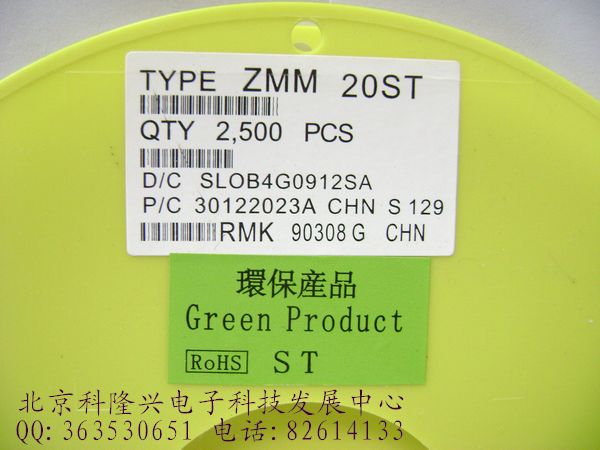 TYPE ZMM 20ST
QTY 2,500 PCS
D/C SLOB4G0912SA
P/C 30122023A CHN S 129
RMK 90308 G CHN
環保産品
Green Product
RoHS ST
北京科隆兴电子科技发展中心
QQ: 363530651 电话: 82614133